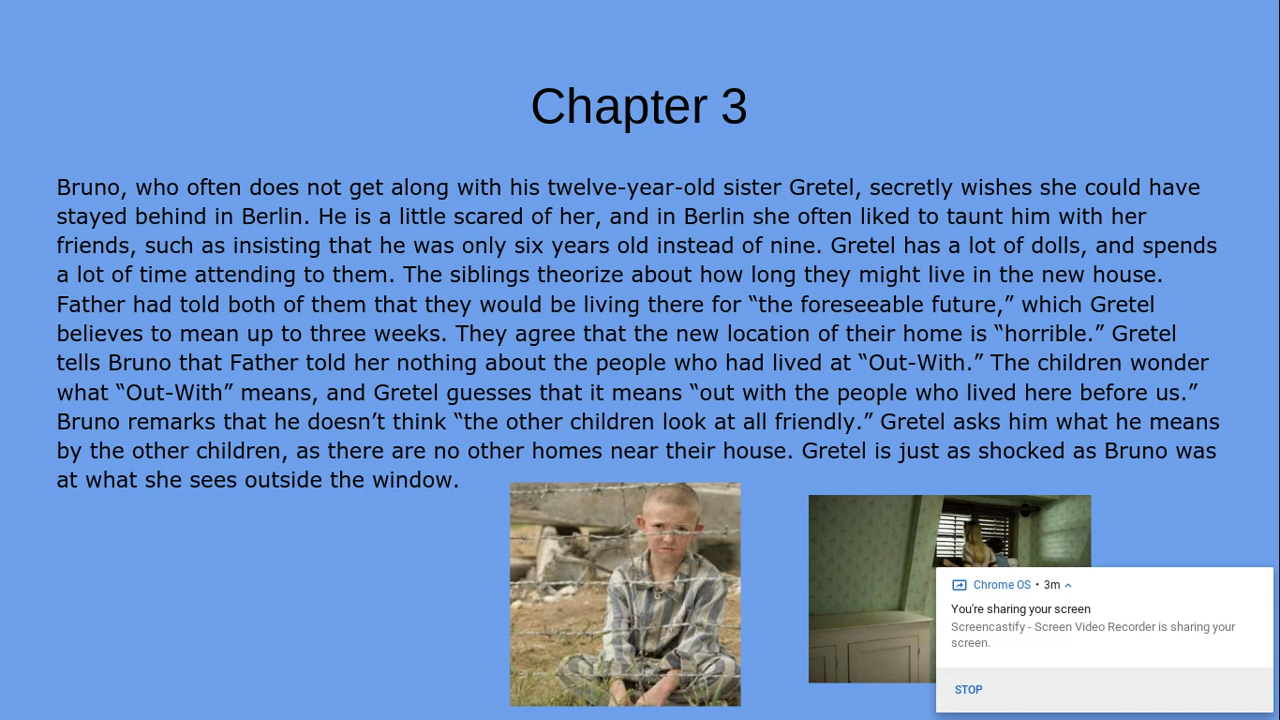 Chapter 3
Bruno, who often does not get along with his twelve-year-old sister Gretel, secretly wishes she could have
stayed behind in Berlin. He is a little scared of her, and in Berlin she often liked to taunt him with her
friends, such as insisting that he was only six years old instead of nine. Gretel has a lot of dolls, and spends
a lot of time attending to them. The siblings theorize about how long they might live in the new house.
Father had told both of them that they would be living there for “the foreseeable future,” which Gretel
believes to mean up to three weeks. They agree that the new location of their home is “horrible.” Gretel
tells Bruno that Father told her nothing about the people who had lived at “Out-With.” The children wonder
what “Out-With” means, and Gretel guesses that it means “out with the people who lived here before us.”
Bruno remarks that he doesn’t think “the other children look at all friendly.” Gretel asks him what he means
by the other children, as there are no other homes near their house. Gretel is just as shocked as Bruno was
at what she sees outside the window.
Chrome OS • 3m
You're sharing your screen
Screencastify - Screen Video Recorder is sharing your
screen.
STOP